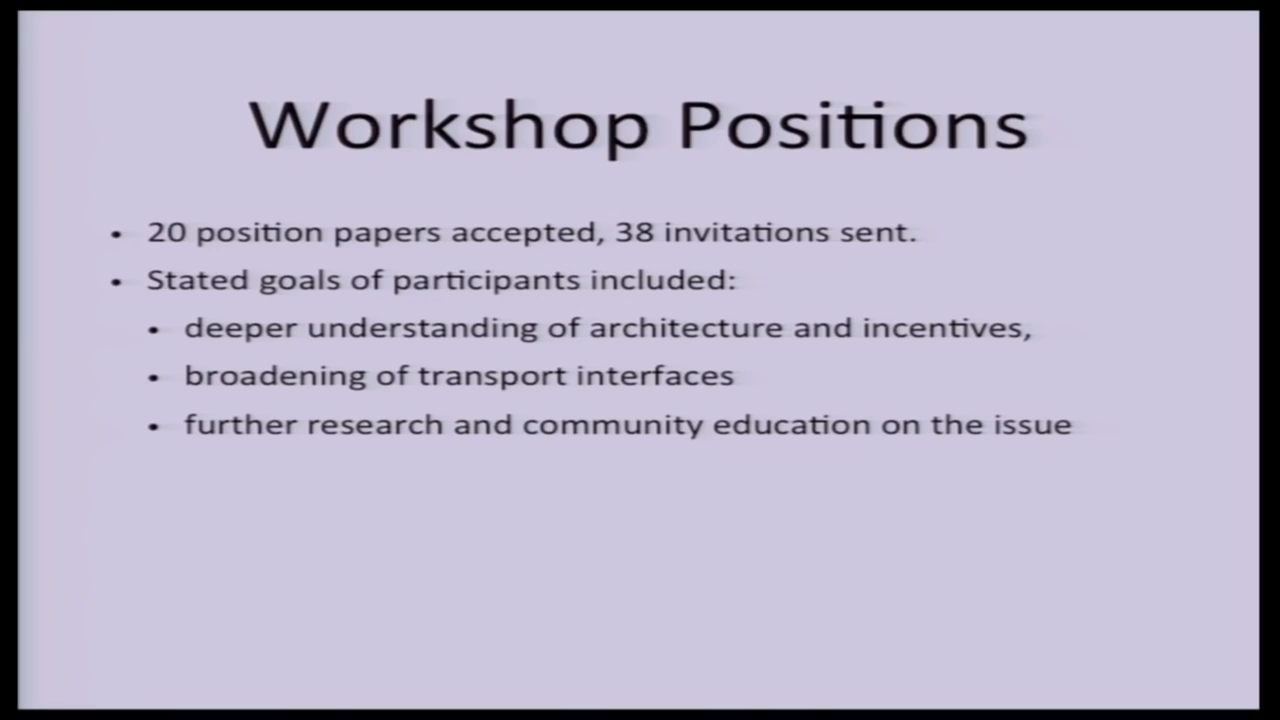 Workshop Positions
• 20 position papers accepted, 38 invitations sent.
• Stated goals of participants included:
• deeper understanding of architecture and incentives,
• broadening of transport interfaces
• further research and community education on the issue